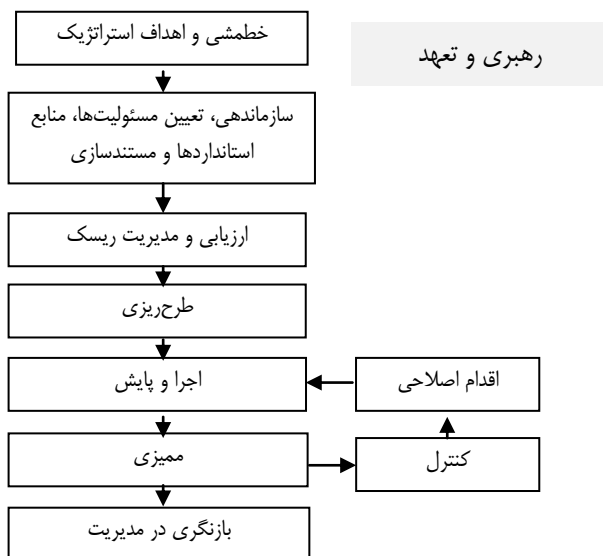 خطمشی و اهداف استراتژیک
رهبری و تعهد
سازماندهی، تعیین مسئولیت‌ها، منابع
استانداردها و مستندسازی
ارزیابی و مدیریت ریسک
طرح‌ریزی
اجرا و پایش
اقدام اصلاحی
ممیزی
کنترل
بازنگری در مدیریت